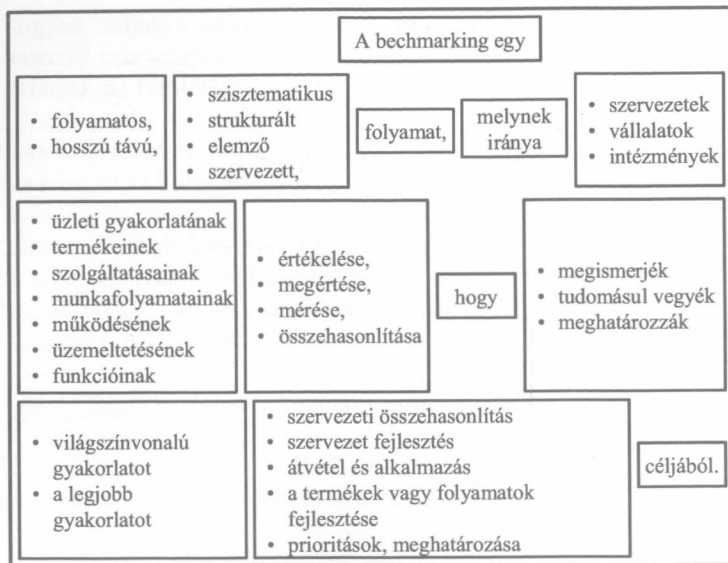 A bechmarking egy
• folyamatos,
• hosszú távú,
• szisztematikus
• strukturált
• elemző
• szervezett,
folyamat,
melynek
iránya
• szervezetek
• vállalatok
• intézmények
• üzleti gyakorlatának
• termékeinek
• szolgáltatásainak
• munkafolyamatainak
• működésének
• üzemeltetésének
• funkcióinak
• értékelése,
• megértése,
• mérése,
• összehasonlítása
hogy
• megismerjék
• tudomásul vegyék
• meghatározzák
• világszínvonalú
gyakorlatot
• a legjobb
gyakorlatot
• szervezeti összehasonlítás
• szervezet fejlesztés
• átvétel és alkalmazás
• a termékek vagy folyamatok
fejlesztése
• prioritások, meghatározása
céljából.